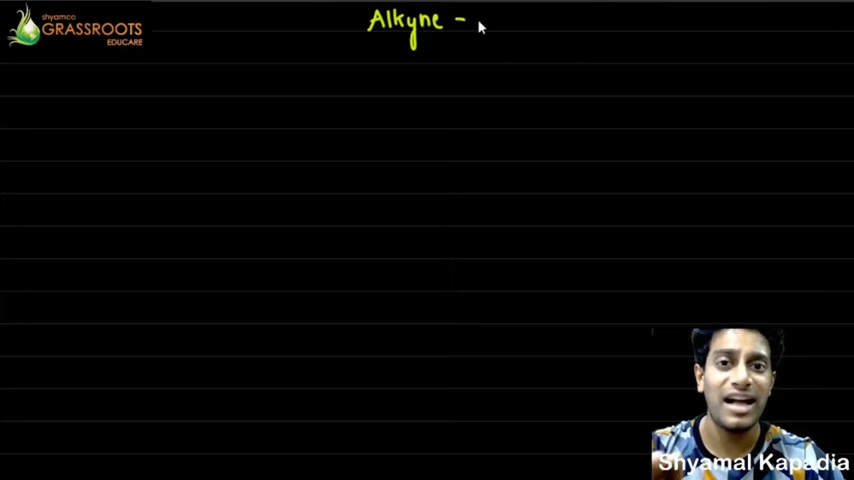 shyamco
GRASSROOTS
EDUCARE
Alkyne -
Shyamal Kapadia